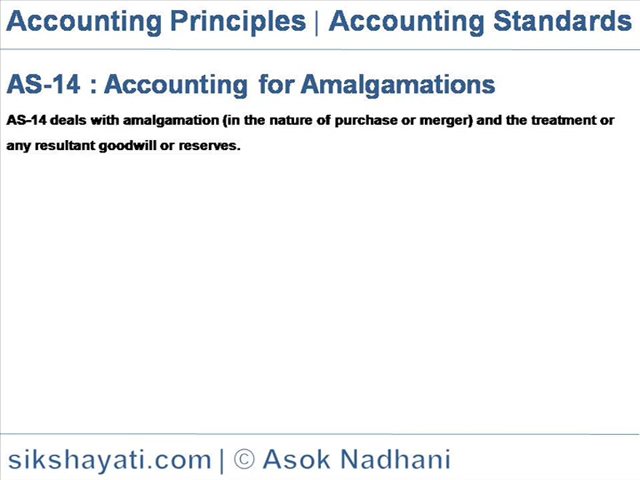 Accounting Principles | Accounting Standards
AS-14 : Accounting for Amalgamations
AS-14 deals with amalgamation (in the nature of purchase or merger) and the treatment or
any resultant goodwill or reserves.
sikshayati.com | © Asok Nadhani